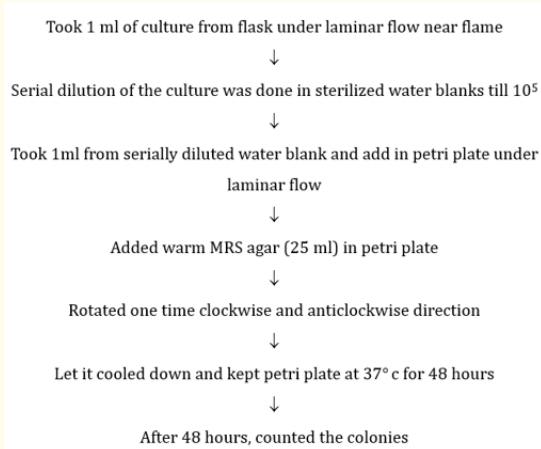 Took 1 ml of culture from flask under laminar flow near flame
↓
Serial dilution of the culture was done in sterilized water blanks till 10⁵
↓
Took 1ml from serially diluted water blank and add in petri plate under
laminar flow
↓
Added warm MRS agar (25 ml) in petri plate
↓
Rotated one time clockwise and anticlockwise direction
↓
Let it cooled down and kept petri plate at 37° c for 48 hours
↓
After 48 hours, counted the colonies